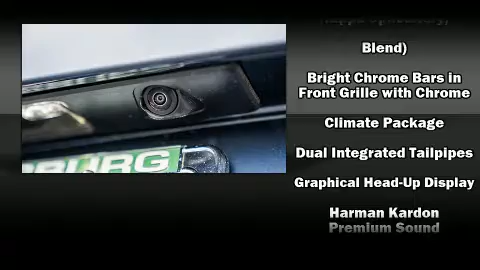 Blend)
Bright Chrome Bars in
Front Grille with Chrome
Climate Package
Dual Integrated Tailpipes
Graphical Head-Up Display
Harman Kardon
Premium Sound
BURG